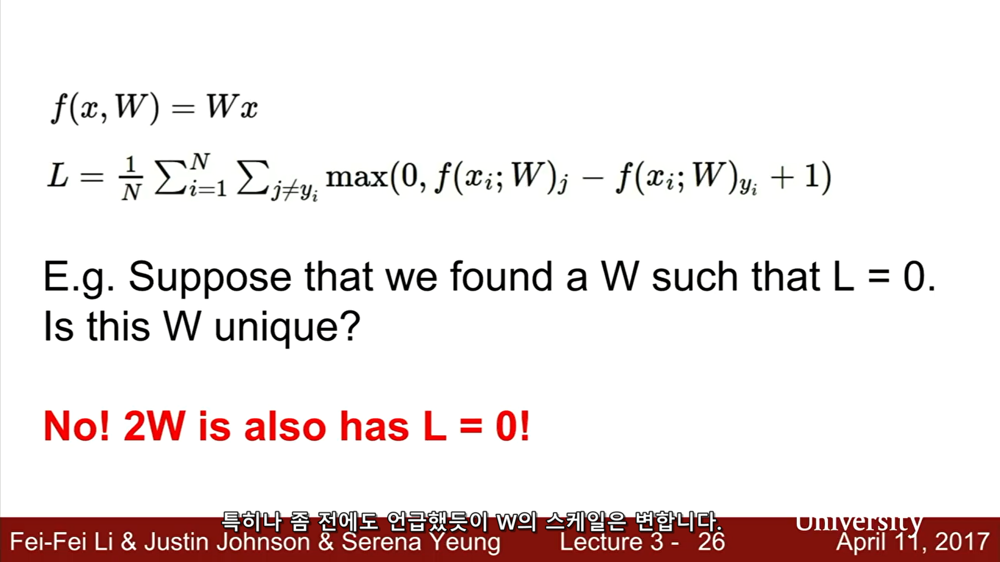 f(x, W) = Wx
L = \frac{1}{N} \sum_{i=1}^{N} \sum_{j \neq y_i} \max(0, f(x_i; W)_j - f(x_i; W)_{y_i} + 1)
E.g. Suppose that we found a W such that L = 0.
Is this W unique?
No! 2W is also has L = 0!
특히나 좀 전에도 언급했듯이 W의 스케일은 변합니다.
University
Fei-Fei Li & Justin Johnson & Serena Yeung Lecture 3 - 26 April 11, 2017